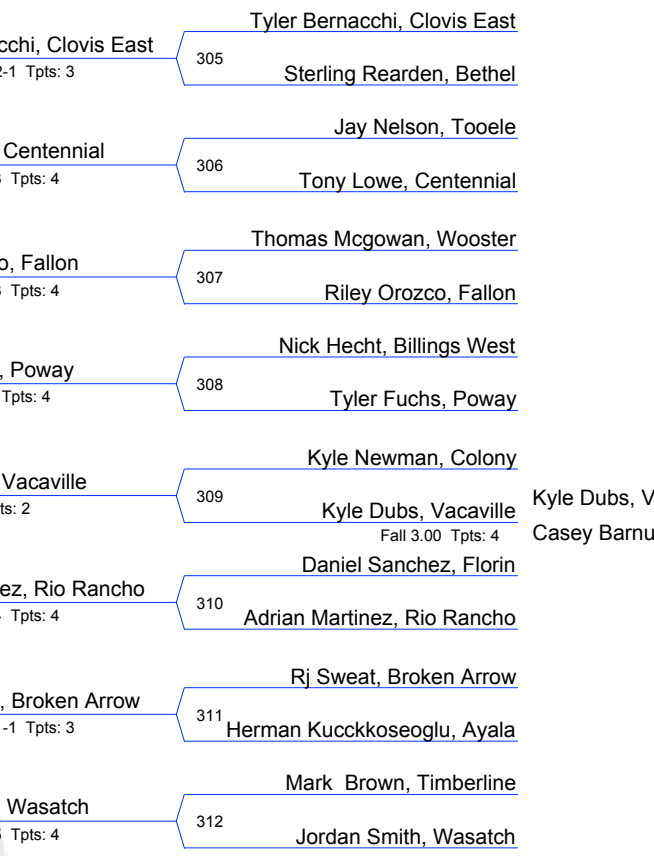 Tyler Bernacchi, Clovis East
cchi, Clovis East
305
2-1 Tpts: 3
Sterling Rearden, Bethel
Jay Nelson, Tooele
Centennial
306
Tpts: 4
Tony Lowe, Centennial
Thomas Mcgowan, Wooster
o, Fallon
307
Tpts: 4
Riley Orozco, Fallon
Nick Hecht, Billings West
, Poway
308
Tpts: 4
Tyler Fuchs, Poway
Kyle Newman, Colony
Vacaville
309
ts: 2
Kyle Dubs, Vacaville
Kyle Dubs, V
Fall 3.00 Tpts: 4
Casey Barnu
Daniel Sanchez, Florin
ez, Rio Rancho
310
Tpts: 4
Adrian Martinez, Rio Rancho
Rj Sweat, Broken Arrow
, Broken Arrow
311
-1 Tpts: 3
Herman Kucckkoseoglu, Ayala
Mark Brown, Timberline
Wasatch
312
Tpts: 4
Jordan Smith, Wasatch